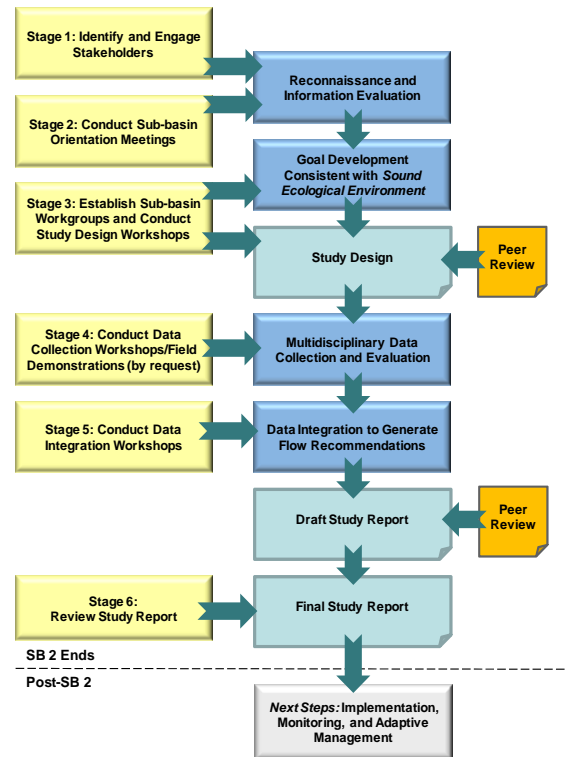 Stage 1: Identify and Engage
Stakeholders
Reconnaissance and
Information Evaluation
Stage 2: Conduct Sub-basin
Orientation Meetings
Goal Development
Consistent with Sound
Ecological Environment
Stage 3: Establish Sub-basin
Workgroups and Conduct
Study Design Workshops
Study Design
Peer
Review
Stage 4: Conduct Data
Collection Workshops/Field
Demonstrations (by request)
Multidisciplinary Data
Collection and Evaluation
Stage 5: Conduct Data
Integration Workshops
Data Integration to Generate
Flow Recommendations
Draft Study Report
Peer
Review
Stage 6:
Review Study Report
Final Study Report
SB 2 Ends
Post-SB 2
Next Steps: Implementation,
Monitoring, and Adaptive
Management